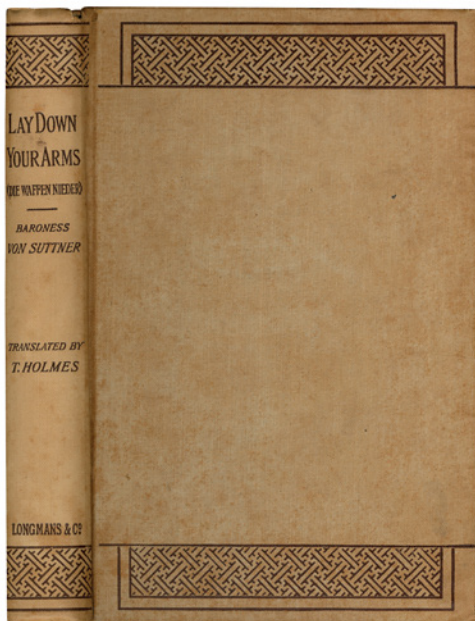 LAY DOWN
YOUR ARMS
(DIE WAFFEN NIEDER)
BARONESS
VON SUTTNER
TRANSLATED BY
T. HOLMES
LONGMANS & Co